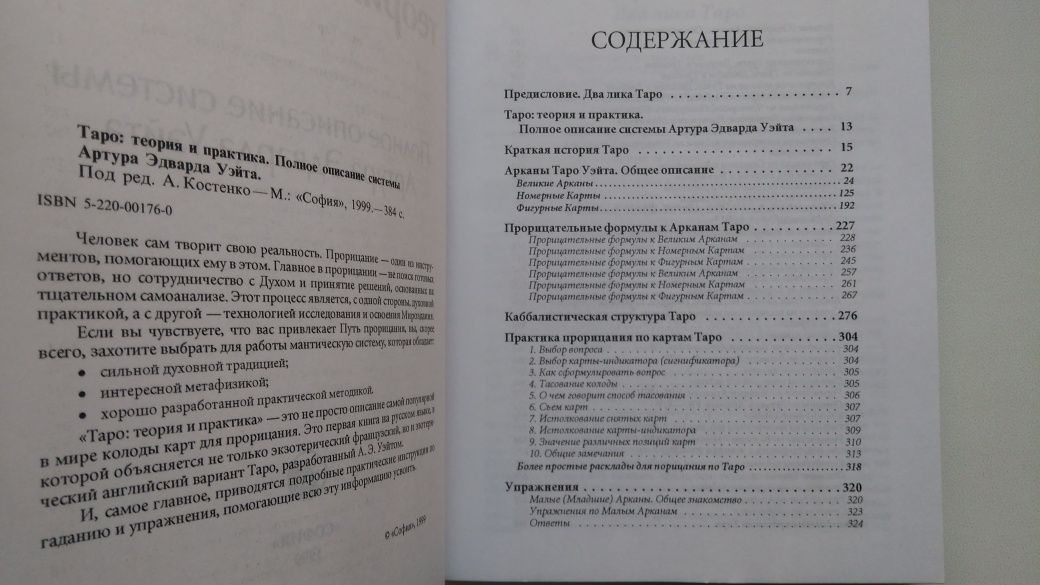 Таро: теория и практика. Полное описание системы
Артура Эдварда Уэйта.
Под ред. А. Костенко — М.: «София», 1999. — 384 с.
ISBN 5-220-00176-0
Человек сам творит свою реальность. Прорицание — один из инстру-
ментов, помогающих ему в этом. Главное в прорицании — не поиск готовых
ответов, но сотрудничество с Духом и принятие решений, основанных на
тщательном самоанализе. Этот процесс является, с одной стороны, духовной
практикой, а с другой — технологией исследования и освоения Мироздания.
Если вы чувствуете, что вас привлекает Путь прорицания, вы, скорее
всего, захотите выбрать для работы мантическую систему, которая обладает
• сильной духовной традицией;
• интересной метафизикой;
• хорошо разработанной практической методикой.
«Таро: теория и практика» — это не просто описание самой популярной
в мире колоды карт для прорицания. Это первая книга на русском языке, в
которой объясняется не только экзотерический французский, но и эзотери-
ческий английский вариант Таро, разработанный А. Э. Уэйтом.
И, самое главное, приводятся подробные практические инструкции по
гаданию и упражнения, помогающие всю эту информацию усвоить.
© «София», 1999
СОДЕРЖАНИЕ
Предисловие. Два лика Таро . . . . . . . . . . . . . . . . . . 7
Таро: теория и практика.
Полное описание системы Артура Эдварда Уэйта . . . . 13
Краткая история Таро . . . . . . . . . . . . . . . . . . . . . . 15
Арканы Таро Уэйта. Общее описание . . . . . . . . . . . . 22
Великие Арканы . . . . . . . . . . . . . . . . . . . . . . . . 24
Номерные Карты . . . . . . . . . . . . . . . . . . . . . . . . 125
Фигурные Карты . . . . . . . . . . . . . . . . . . . . . . . . 192
Прорицательные формулы к Арканам Таро . . . . . . . . 227
Прорицательные формулы к Великим Арканам . . . . . . . . 228
Прорицательные формулы к Номерным Картам . . . . . . . . 236
Прорицательные формулы к Фигурным Картам . . . . . . . . 245
Прорицательные формулы к Великим Арканам . . . . . . . . 257
Прорицательные формулы к Номерным Картам . . . . . . . . 261
Прорицательные формулы к Фигурным Картам . . . . . . . . 267
Каббалистическая структура Таро . . . . . . . . . . . . . . 276
Практика прорицания по картам Таро . . . . . . . . . . . . 304
1. Выбор вопроса . . . . . . . . . . . . . . . . . . . . . . . . 304
2. Выбор карты-индикатора (сигнификатора) . . . . . . . . 304
3. Как сформулировать вопрос . . . . . . . . . . . . . . . . 305
4. Тасование колоды . . . . . . . . . . . . . . . . . . . . . . 305
5. О чем говорит способ тасования . . . . . . . . . . . . . . 306
6. Съем карт . . . . . . . . . . . . . . . . . . . . . . . . . . 307
7. Истолкование снятых карт . . . . . . . . . . . . . . . . . 307
8. Истолкование карты-индикатора . . . . . . . . . . . . . . 309
9. Значение различных позиций карт . . . . . . . . . . . . . 310
10. Общие замечания . . . . . . . . . . . . . . . . . . . . . . 313
Более простые расклады для порицания по Таро . . . . . . . . 318
Упражнения . . . . . . . . . . . . . . . . . . . . . . . . . . . 320
Малые (Младшие) Арканы. Общее знакомство . . . . . . . . 320
Упражнения по Малым Арканам . . . . . . . . . . . . . . . . 323
Ответы . . . . . . . . . . . . . . . . . . . . . . . . . . . . 324